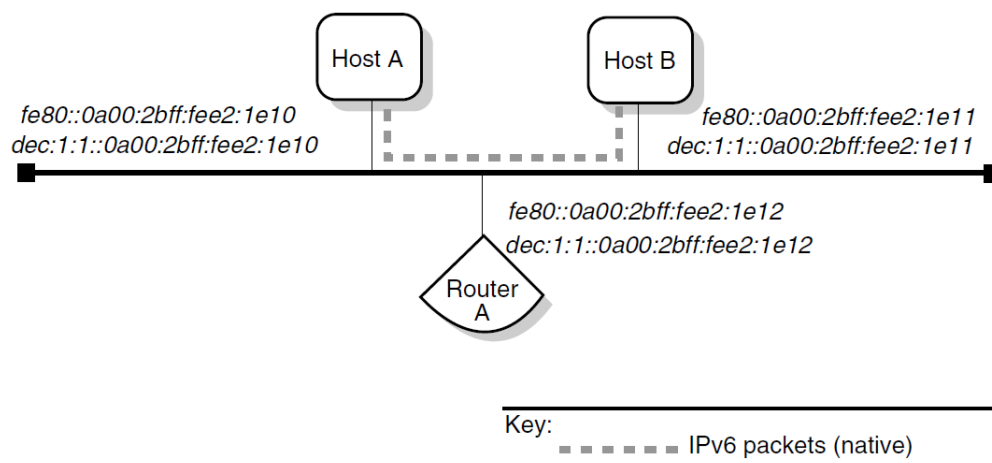 Host A
Host B
fe80::0a00:2bff:fee2:1e10
dec:1:1::0a00:2bff:fee2:1e10
fe80::0a00:2bff:fee2:1e11
dec:1:1::0a00:2bff:fee2:1e11
fe80::0a00:2bff:fee2:1e12
dec:1:1::0a00:2bff:fee2:1e12
Router
A
Key:
IPv6 packets (native)